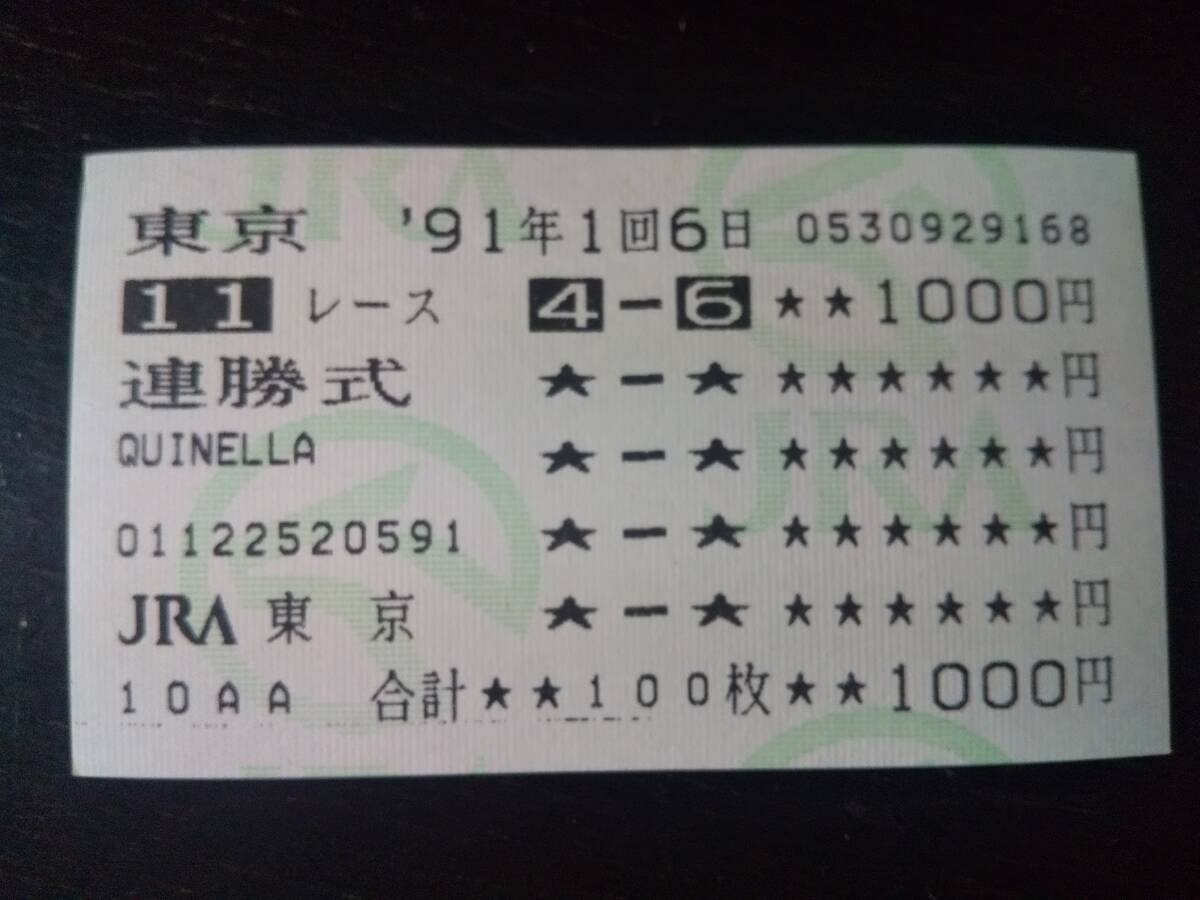 東京 '91年1回6日 0530929168
11 レース 4-6 ★★1000円
連勝式 ★-★ ★★★★★★円
QUINELLA ★-★ ★★★★★★円
01122520591 ★-★ ★★★★★★円
JRA 東京 ★-★ ★★★★★★円
10AA 合計★★100枚★★1000円